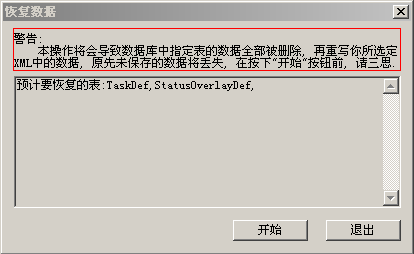 恢复数据
警告:
本操作将会导致数据库中指定表的数据全部被删除, 再重写你所选定
XML中的数据, 原先未保存的数据将丢失, 在按下“开始”按钮前, 请三思.
预计要恢复的表:TaskDef,StatusOverlayDef,
开始
退出